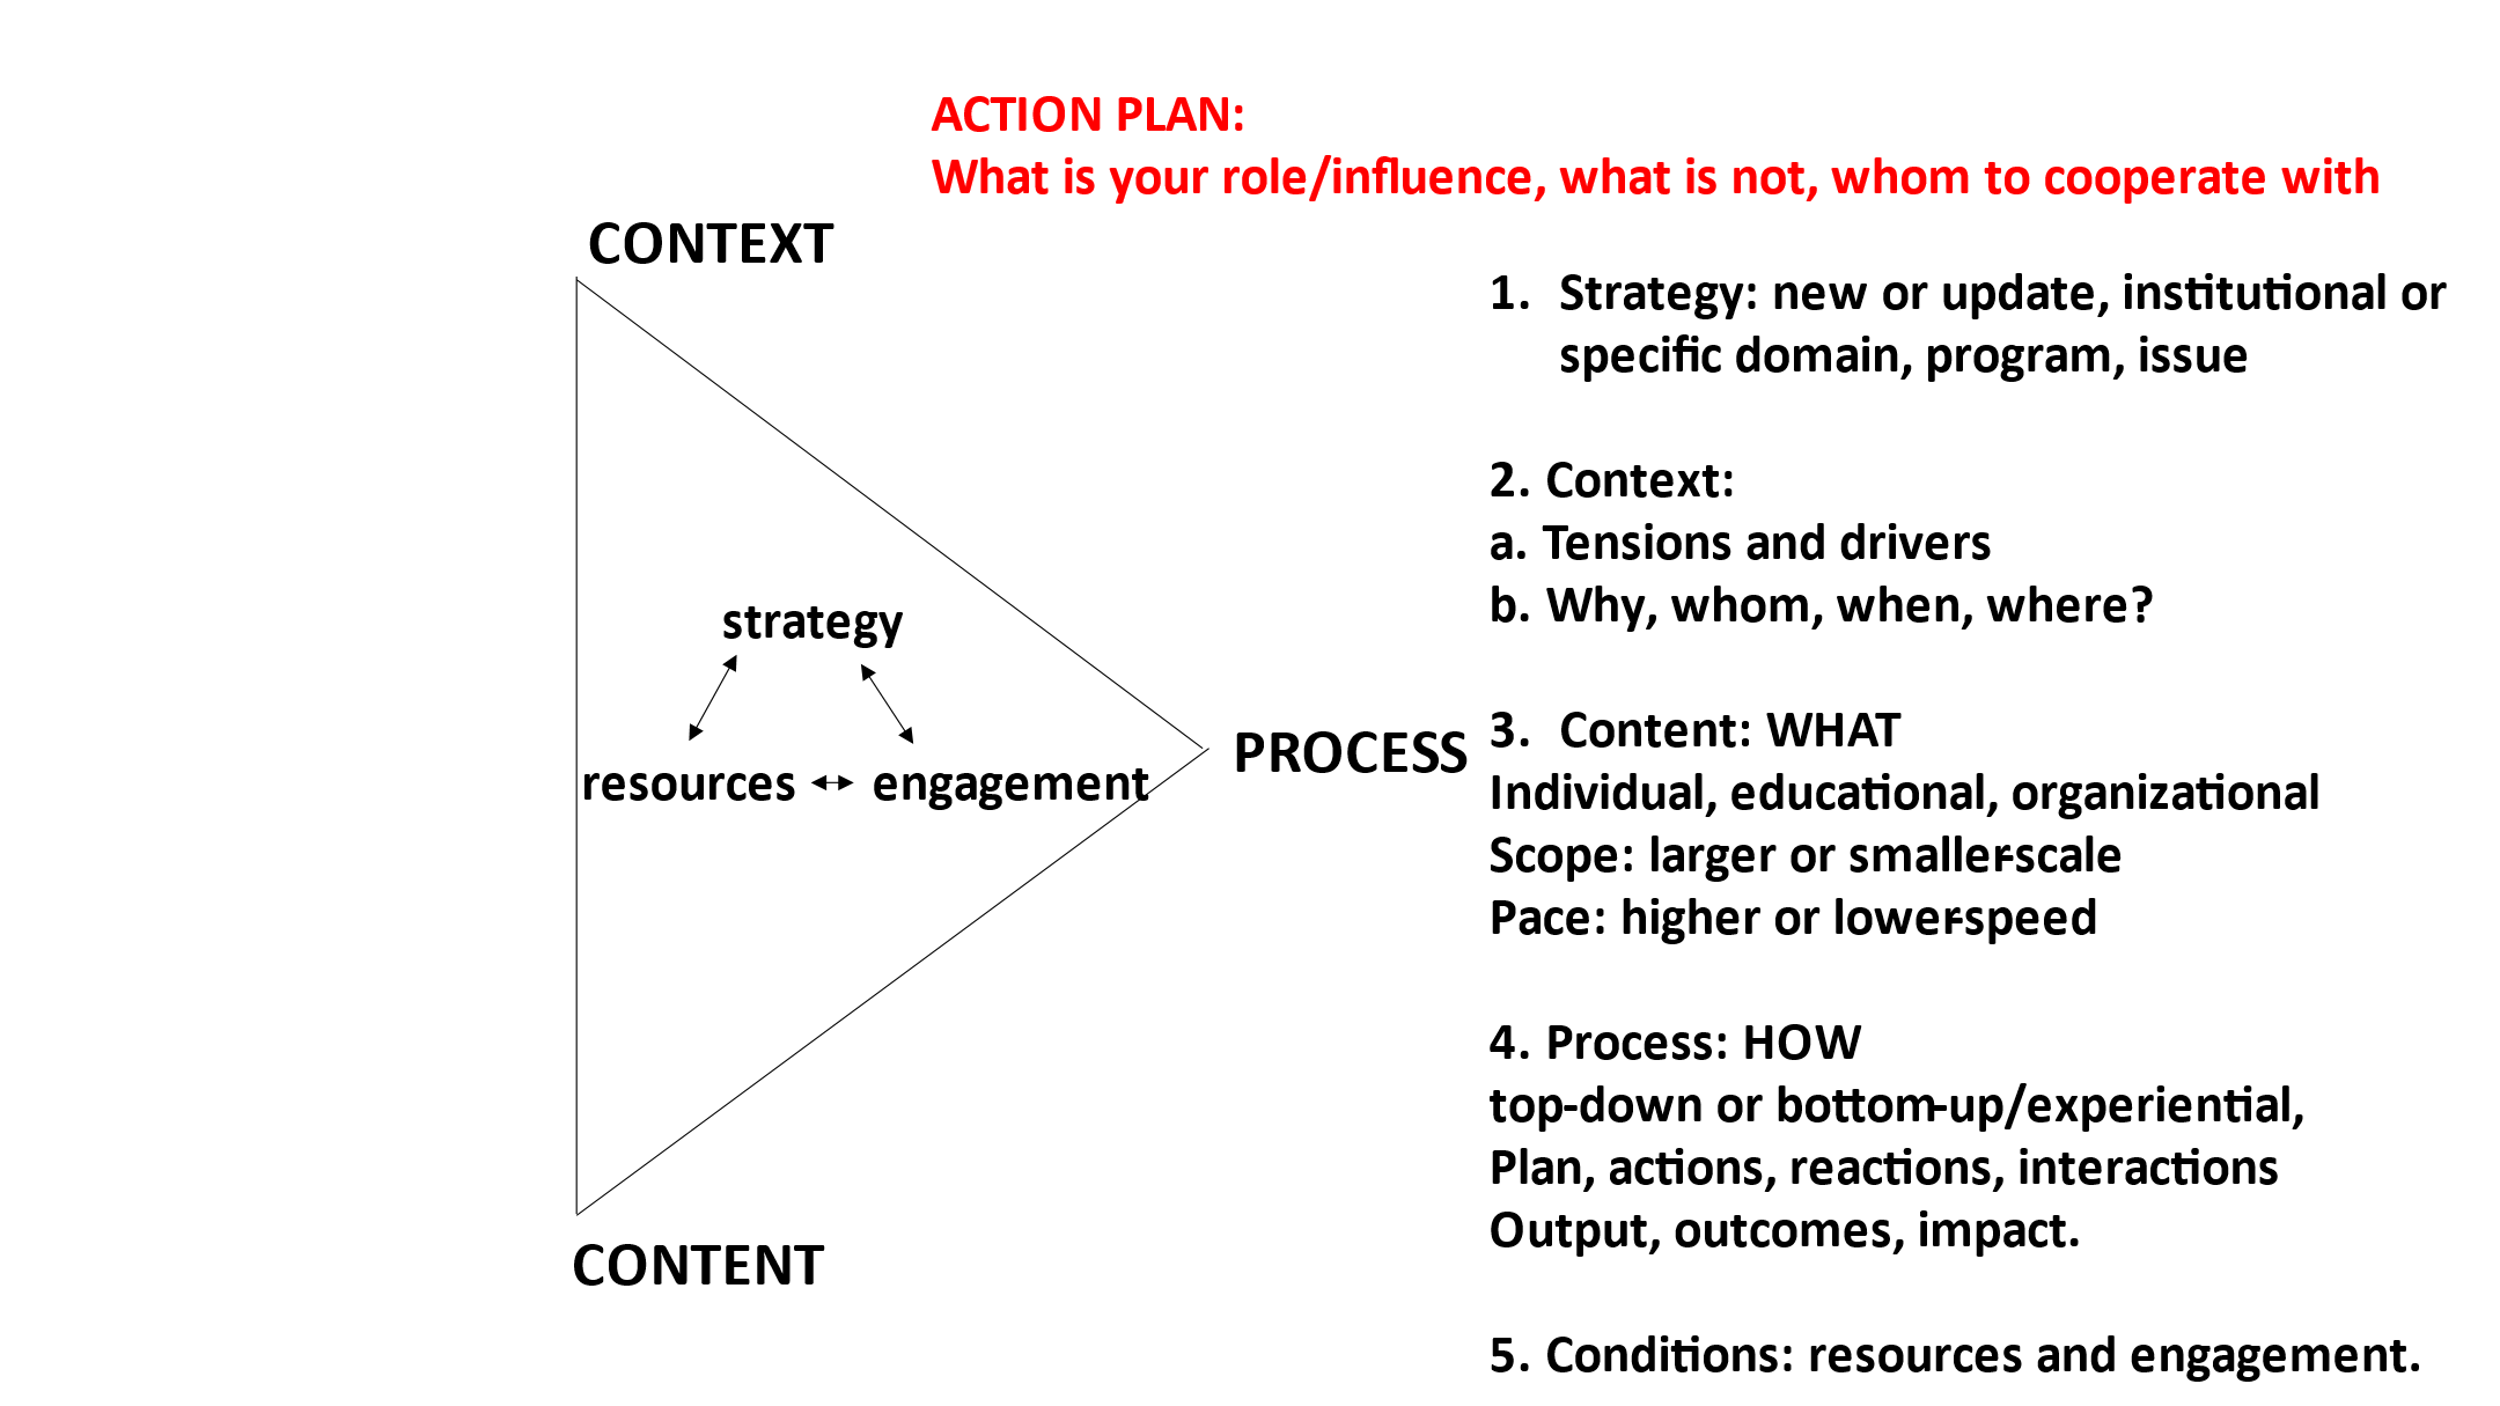 ACTION PLAN:
What is your role/influence, what is not, whom to cooperate with
CONTEXT
strategy
resources
engagement
PROCESS
CONTENT
1. Strategy: new or update, institutional or
specific domain, program, issue
2. Context:
a. Tensions and drivers
b. Why, whom, when, where?
3. Content: WHAT
Individual, educational, organizational
Scope: larger or smaller-scale
Pace: higher or lower-speed
4. Process: HOW
top-down or bottom-up/experiential,
Plan, actions, reactions, interactions
Output, outcomes, impact.
5. Conditions: resources and engagement.